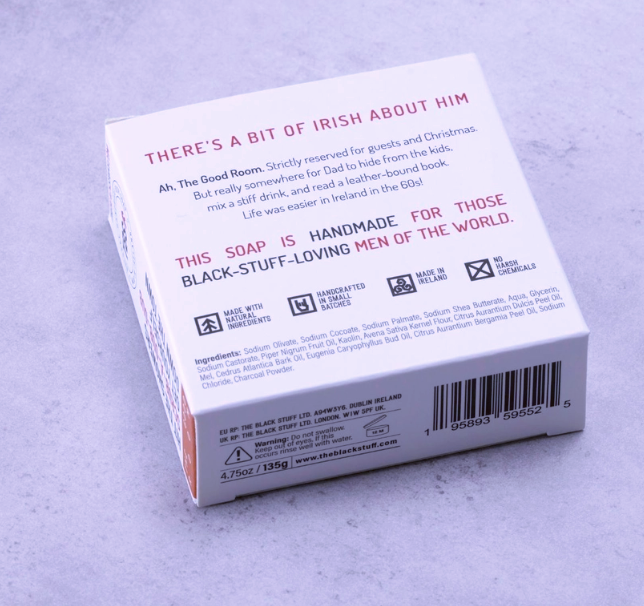 THERE'S A BIT OF IRISH ABOUT HIM
Ah, The Good Room. Strictly reserved for guests and Christmas.
But really somewhere for Dad to hide from the kids,
mix a stiff drink, and read a leather-bound book.
Life was easier in Ireland in the 60s!
THIS SOAP IS HANDMADE FOR THOSE
BLACK-STUFF-LOVING MEN OF THE WORLD.
MADE WITH
NATURAL
INGREDIENTS
HANDCRAFTED
IN SMALL
BATCHES
MADE IN
IRELAND
NO
HARSH
CHEMICALS
Ingredients: Sodium Olivate, Sodium Cocoate, Sodium Palmate, Sodium Shea Butterate, Aqua, Glycerin,
Sodium Castorate, Piper Nigrum Fruit Oil, Kaolin, Avena Sativa Kernel Flour, Citrus Aurantium Dulcis Peel Oil,
Mel, Cedrus Atlantica Bark Oil, Eugenia Caryophyllus Bud Oil, Citrus Aurantium Bergamia Peel Oil, Sodium
Chloride, Charcoal Powder.
EU RP: THE BLACK STUFF LTD. A94W3Y6. DUBLIN IRELAND
UK RP: THE BLACK STUFF LTD. LONDON. W1W 5PF UK.
Warning: Do not swallow.
Keep out of eyes. If this
occurs rinse well with water.
4.75oz / 135g www.theblackstuff.com
1 95893 59552 5